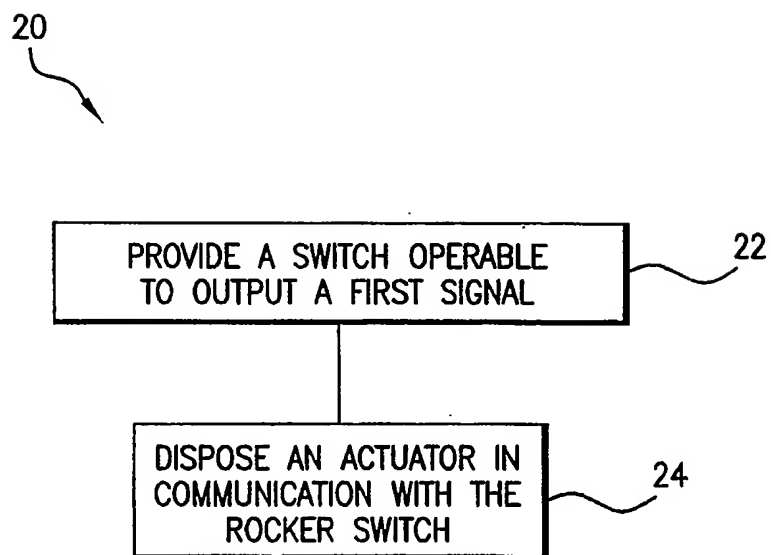 20
PROVIDE A SWITCH OPERABLE
TO OUTPUT A FIRST SIGNAL
22
DISPOSE AN ACTUATOR IN
COMMUNICATION WITH THE
ROCKER SWITCH
24